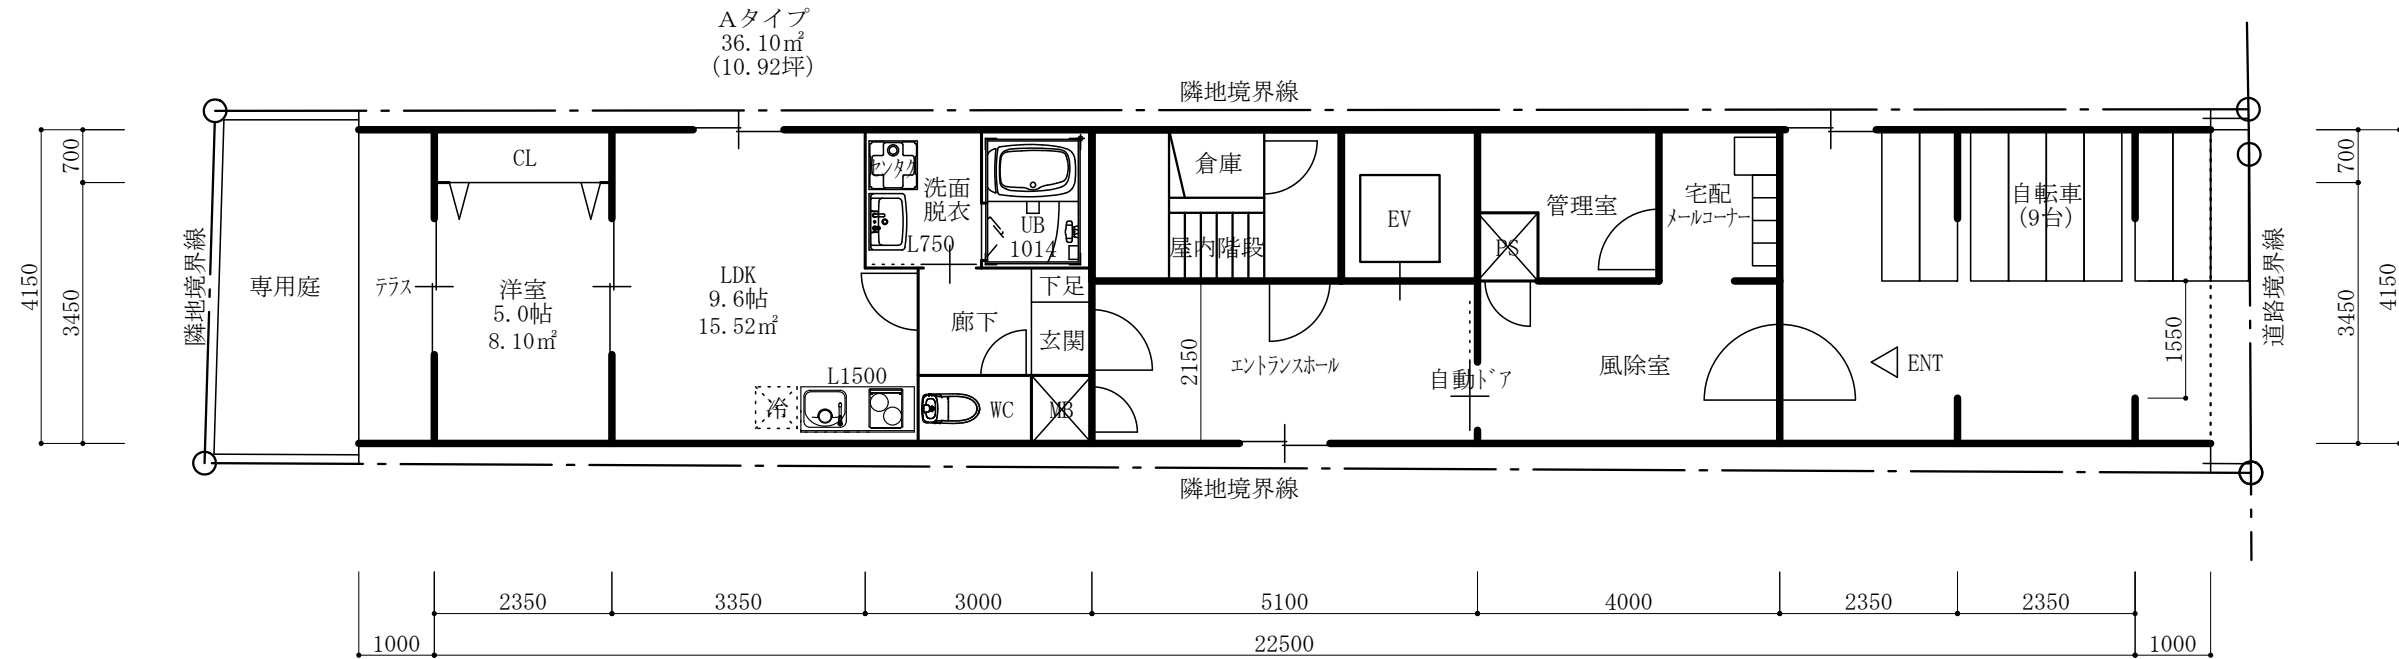 Aタイプ
36.10㎡
(10.92坪)
隣地境界線
700
3450
4150
隣地境界線
専用庭
テラス
CL
洋室
5.0帖
8.10㎡
LDK
9.6帖
15.52㎡
センタク
洗面
脱衣
L750
UB
1014
下足
廊下
玄関
L1500
冷
WC
MB
倉庫
屋内階段
EV
2150
エントランスホール
自動ドア
PS
管理室
宅配
メールコーナー
風除室
ENT
自転車
(9台)
1550
道路境界線
700
3450
4150
隣地境界線
2350
3350
3000
5100
4000
2350
2350
1000
22500
1000